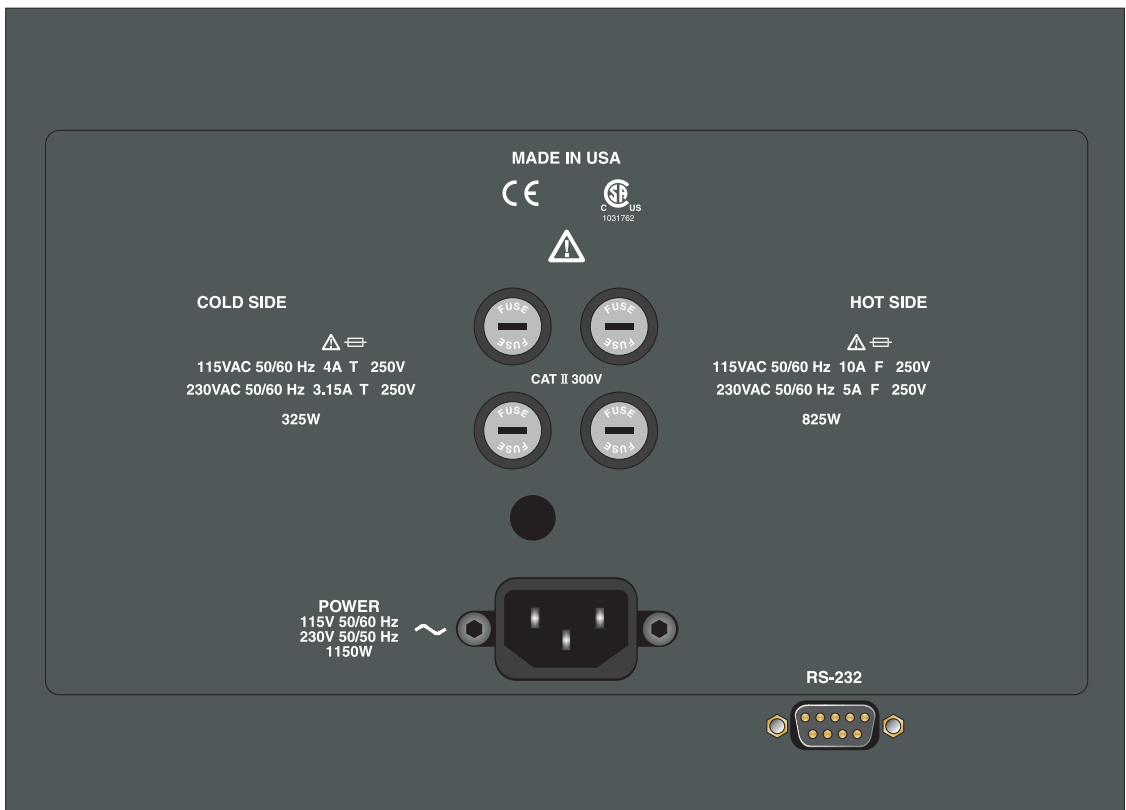 MADE IN USA
CE
SA
C US
1031762
COLD SIDE
HOT SIDE
FUSE FUSE
FUSE FUSE
115VAC 50/60 Hz 4A T 250V
230VAC 50/60 Hz 3.15A T 250V
325W
CAT II 300V
115VAC 50/60 Hz 10A F 250V
230VAC 50/60 Hz 5A F 250V
825W
FUSE FUSE
FUSE FUSE
POWER
115V 50/60 Hz
230V 50/50 Hz
1150W
RS-232